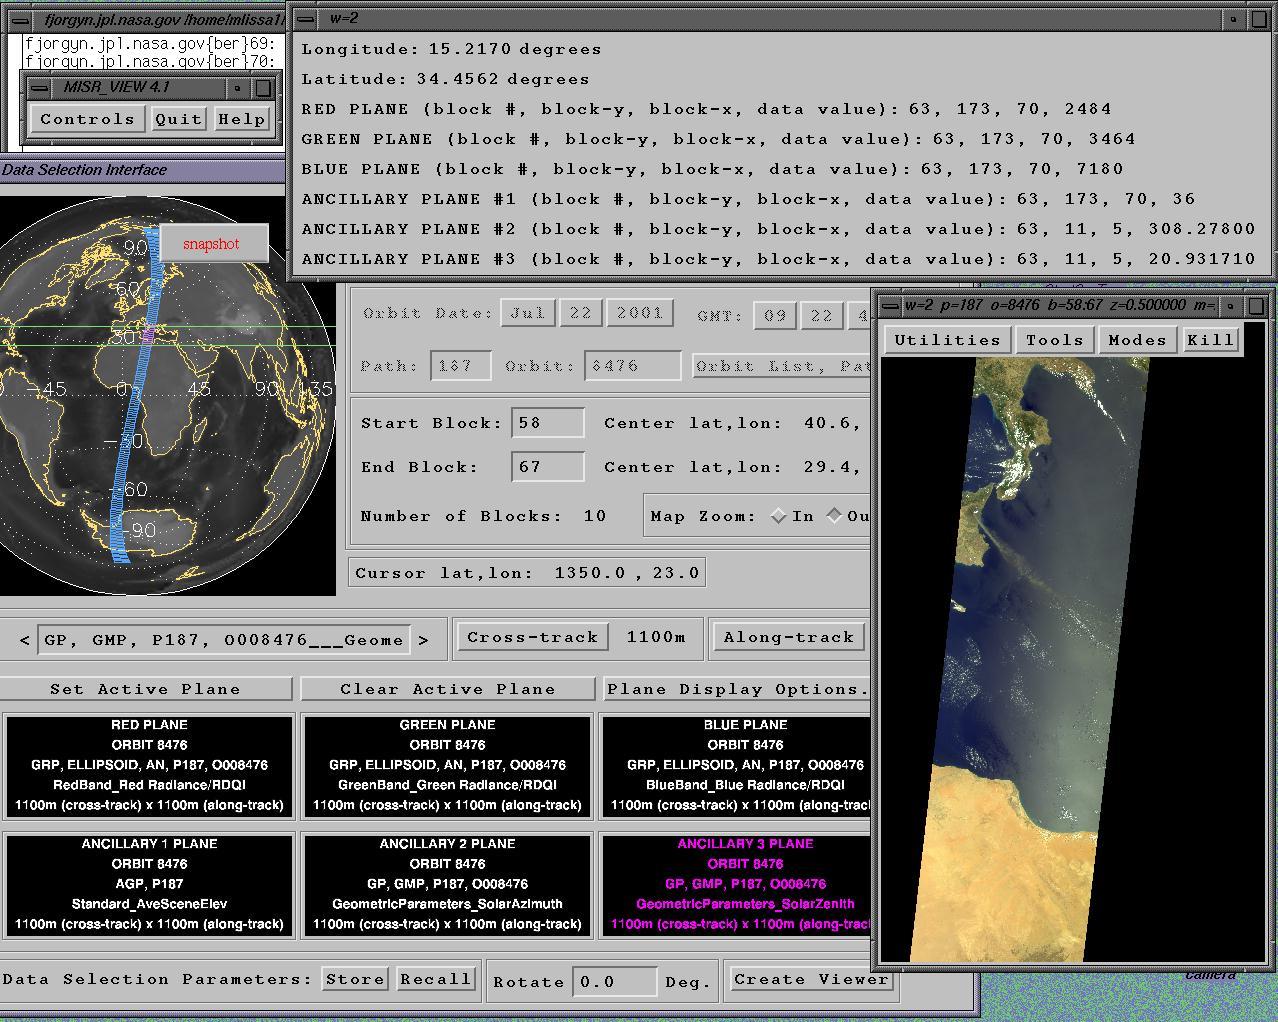 fjorgyn.jpl.nasa.gov /home/mlissa1/
fjorgyn.jpl.nasa.gov{ber}69:
fjorgyn.jpl.nasa.gov{ber}70:
MISR_VIEW 4.1
Controls Quit Help
w=2
Longitude: 15.2170 degrees
Latitude: 34.4562 degrees
RED PLANE (block #, block-y, block-x, data value): 63, 173, 70, 2484
GREEN PLANE (block #, block-y, block-x, data value): 63, 173, 70, 3464
BLUE PLANE (block #, block-y, block-x, data value): 63, 173, 70, 7180
ANCILLARY PLANE #1 (block #, block-y, block-x, data value): 63, 173, 70, 36
ANCILLARY PLANE #2 (block #, block-y, block-x, data value): 63, 11, 5, 308.27800
ANCILLARY PLANE #3 (block #, block-y, block-x, data value): 63, 11, 5, 20.931710
Data Selection Interface
snapshot
90
60
30
0 -45 0 45 90 135
-30
-60
-90
Orbit Date: Jul 22 2001 GMT: 09 22 4
Path: 187 Orbit: 8476 Orbit List, Pat
Start Block: 58 Center lat,lon: 40.6,
End Block: 67 Center lat,lon: 29.4,
Number of Blocks: 10 Map Zoom: In Ou
Cursor lat,lon: 1350.0 , 23.0
< GP, GMP, P187, O008476___Geome > Cross-track 1100m Along-track
Set Active Plane Clear Active Plane Plane Display Options.
RED PLANE
ORBIT 8476
GRP, ELLIPSOID, AN, P187, O008476
RedBand_Red Radiance/RDQI
1100m (cross-track) x 1100m (along-track)
GREEN PLANE
ORBIT 8476
GRP, ELLIPSOID, AN, P187, O008476
GreenBand_Green Radiance/RDQI
1100m (cross-track) x 1100m (along-track)
BLUE PLANE
ORBIT 8476
GRP, ELLIPSOID, AN, P187, O008476
BlueBand_Blue Radiance/RDQI
1100m (cross-track) x 1100m (along-trac
ANCILLARY 1 PLANE
ORBIT 8476
AGP, P187
Standard_AveSceneElev
1100m (cross-track) x 1100m (along-track)
ANCILLARY 2 PLANE
ORBIT 8476
GP, GMP, P187, O008476
GeometricParameters_SolarAzimuth
1100m (cross-track) x 1100m (along-track)
ANCILLARY 3 PLANE
ORBIT 8476
GP, GMP, P187, O008476
GeometricParameters_SolarZenith
1100m (cross-track) x 1100m (along-trac
Data Selection Parameters: Store Recall Rotate 0.0 Deg. Create Viewer
w=2 p=187 o=8476 b=58:67 z=0.500000 m=
Utilities Tools Modes Kill
Camera